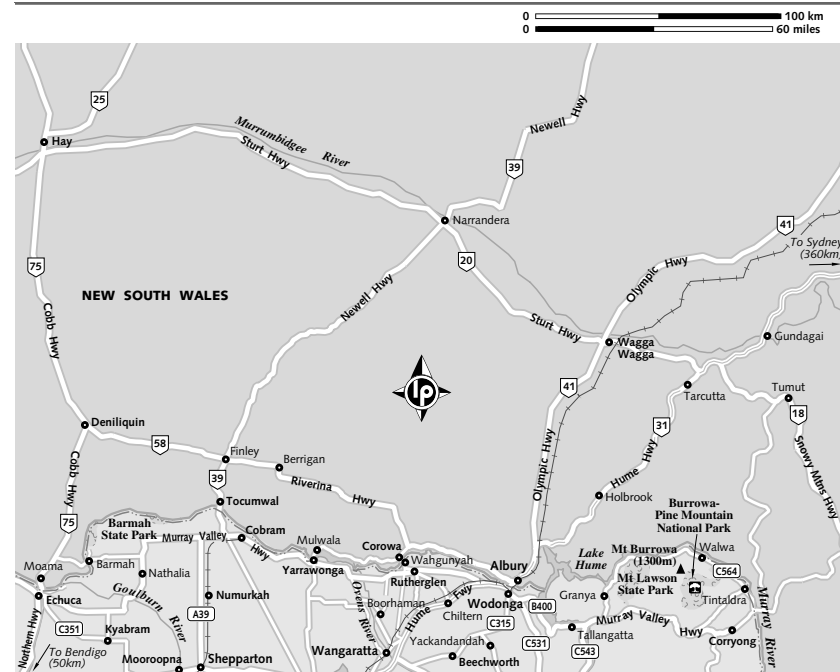 0 100 km
0 60 miles
25
Hay
Murrumbidgee River
Sturt Hwy
Newell Hwy
39
Narrandera
41
To Sydney
(360km)
75
20
Olympic Hwy
NEW SOUTH WALES
Newell Hwy
Cobb Hwy
Sturt Hwy
Wagga
Wagga
Gundagai
lp
41
Tarcutta
Tumut
18
Deniliquin
58
31
Finley
Berrigan
Olympic Hwy
Hume Hwy
Snowy Mtns Hwy
Cobb Hwy
39
Riverina Hwy
Holbrook
Tocumwal
75
Barmah
State Park
Murray Valley Hwy
Cobram
Burrowa-
Pine Mountain
National Park
Mulwala
Corowa
Wahgunyah
Albury
Lake
Hume
Mt Burrowa
(1300m)
Walwa
Moama
Barmah
Nathalia
Yarrawonga
Rutherglen
C564
Mt Lawson
State Park
Echuca
Goulburn River
Numurkah
Ovens River
Boorhaman
Hume Fwy
Chiltern
Wodonga
B400
Granya
Tintaldra
Murray River
Northern Hwy
C351
Kyabram
A39
C315
Murray Valley Hwy
To Bendigo
(50km)
Mooroopna
Shepparton
Wangaratta
Yackandandah
Beechworth
C531
Tallangatta
C543
Corryong